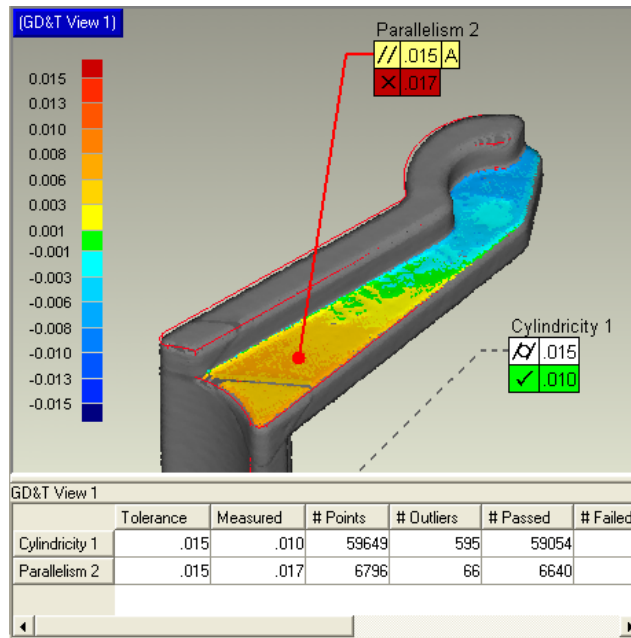 (GD&T View 1)
Parallelism 2
// .015 A
✕ .017
0.015
0.013
0.010
0.008
0.006
0.003
0.001
-0.001
-0.003
-0.006
-0.008
-0.010
-0.013
-0.015
Cylindricity 1
⌭ .015
✓ .010
GD&T View 1
Tolerance Measured # Points # Outliers # Passed # Failed
Cylindricity 1 .015 .010 59649 595 59054
Parallelism 2 .015 .017 6796 66 6640